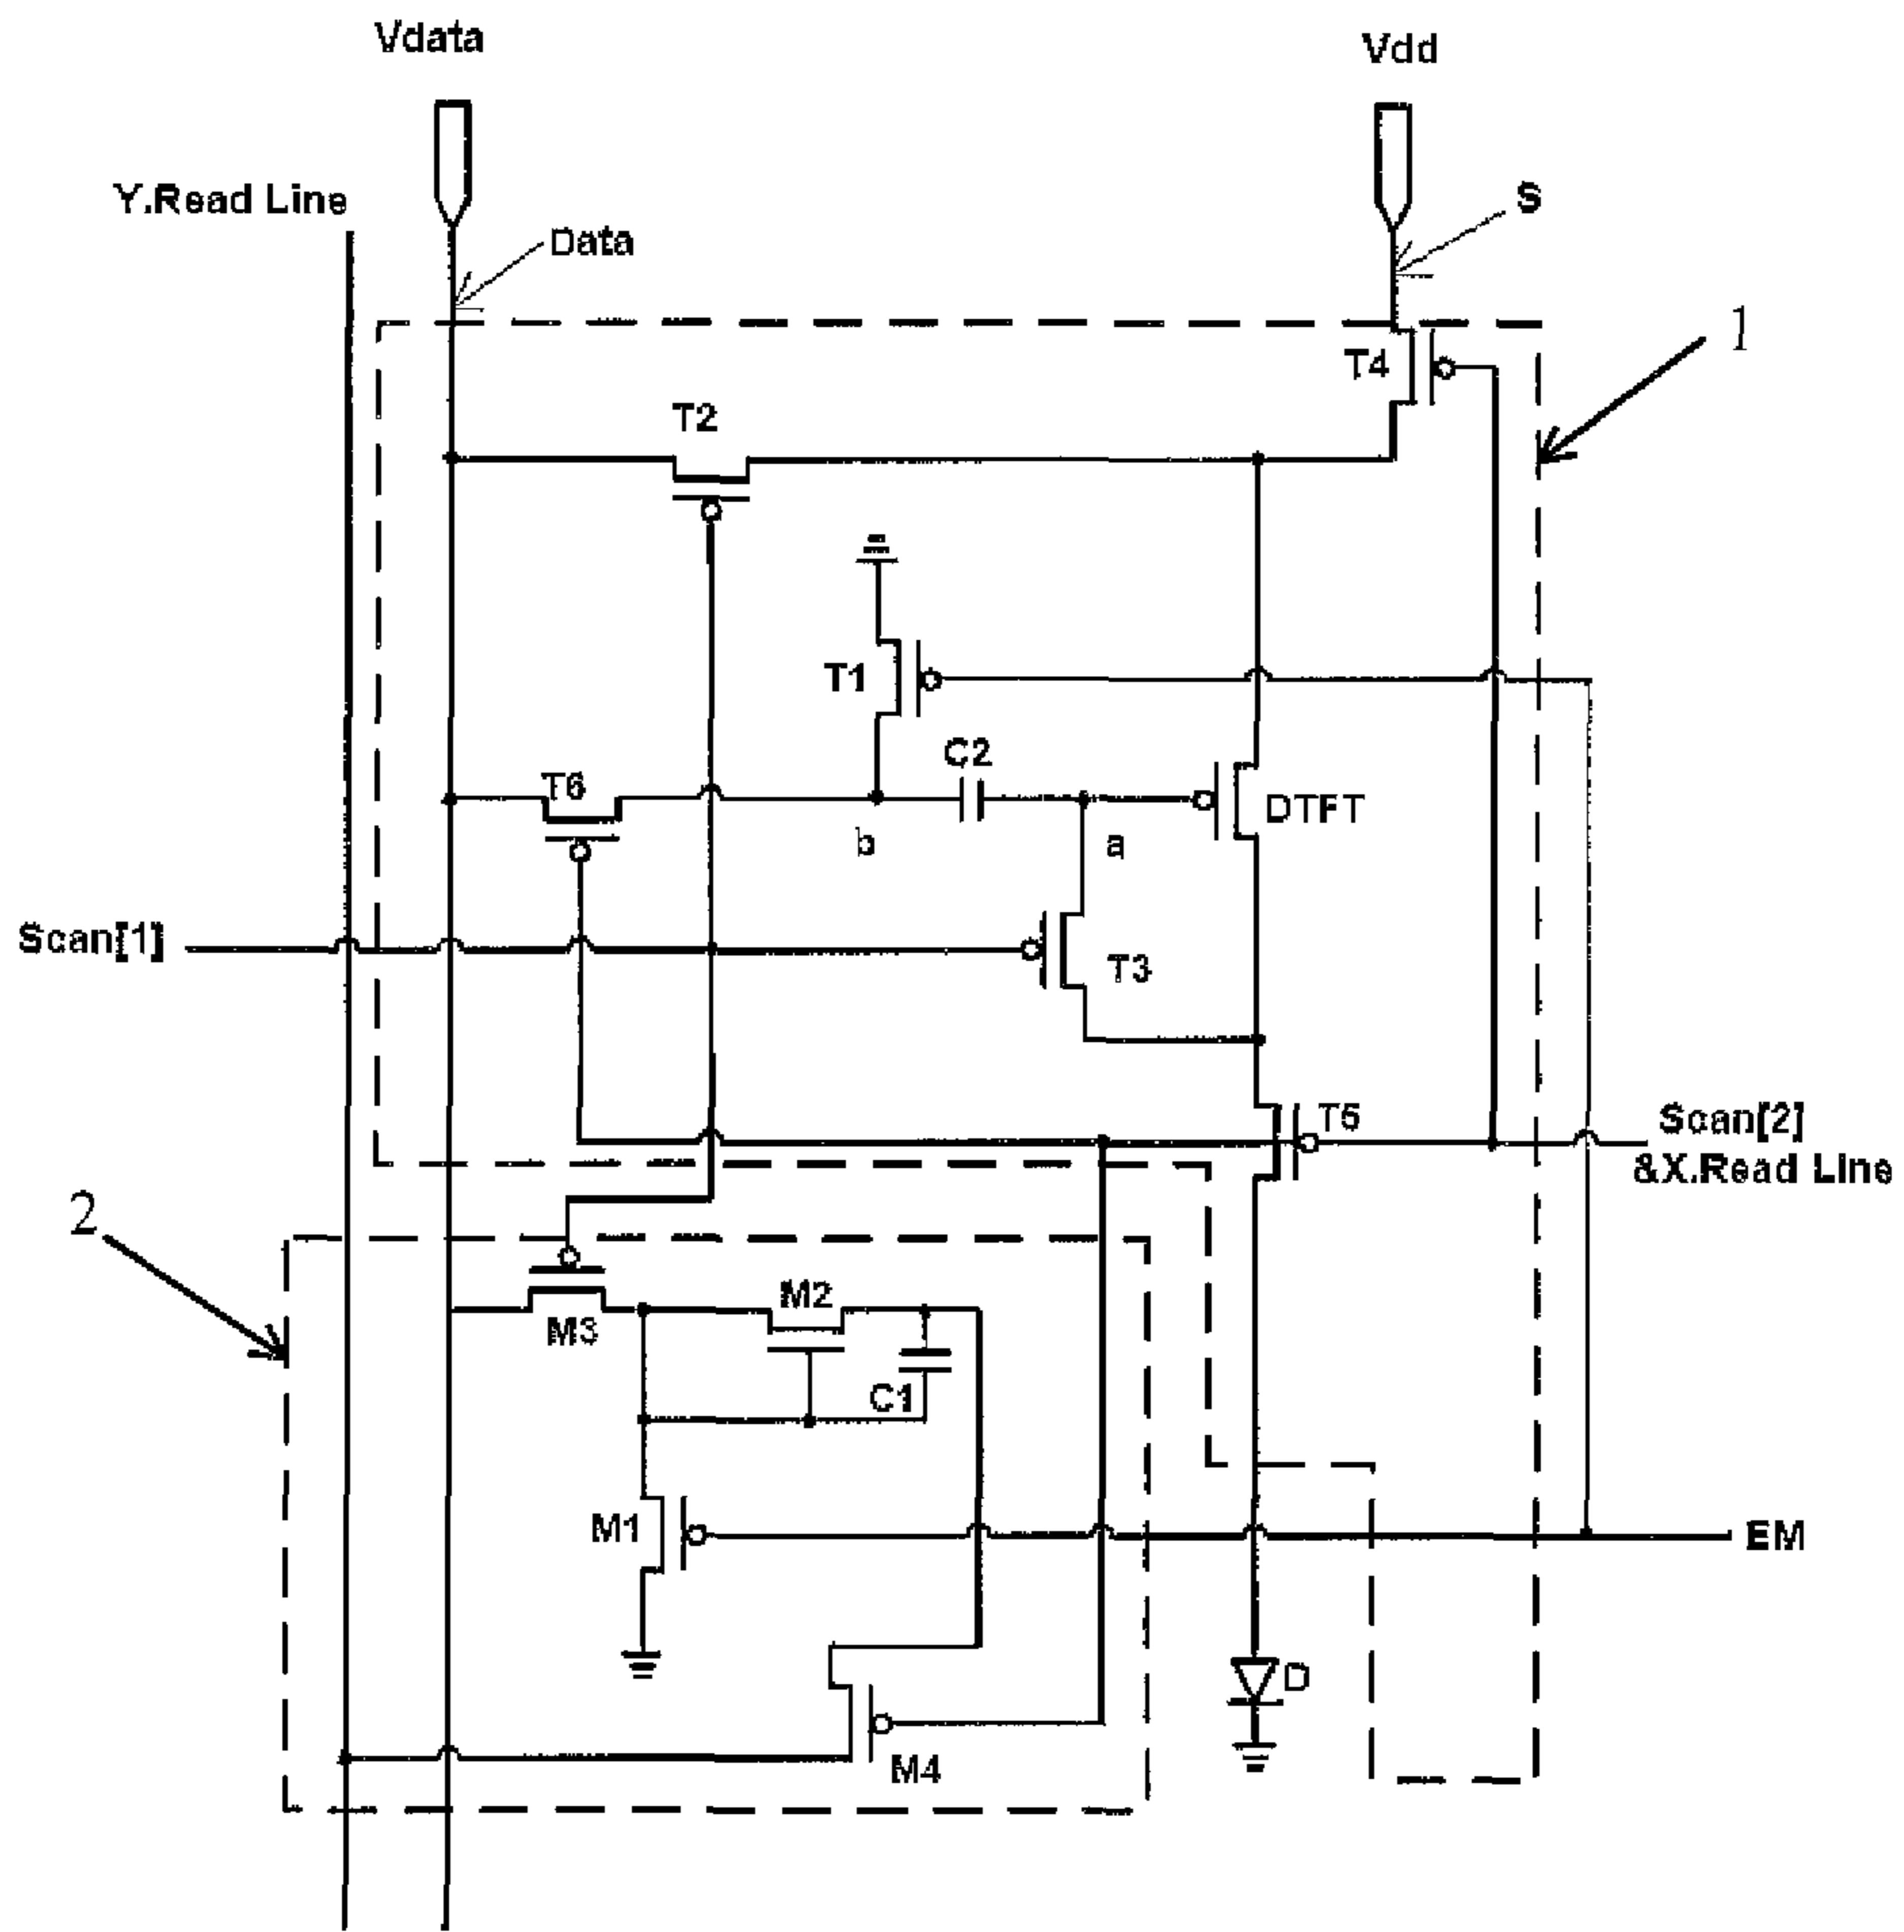 Vdata
Vdd
Y.Read Line
S
Data
1
T4
T2
T1
C2
T6
DTFT
b
a
Scan[1]
T3
T5
Scan[2]
&X.Read Line
2
M2
M3
C1
M1
EM
D
M4